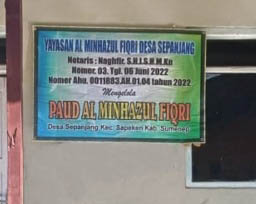 YAYASAN AL MINHAZUL FIQRI DESA SEPANJANG
Notaris : Naghfir, S.H.I.S.H.M.Kn
Nomor. 03. Tgl. 06 Juni 2022
Nomor Ahu. 0011883.AH.01.04 tahun 2022
Mengelola
PAUD AL MINHAZUL FIQRI
Desa Sepanjang Kec. Sapeken Kab. Sumenep